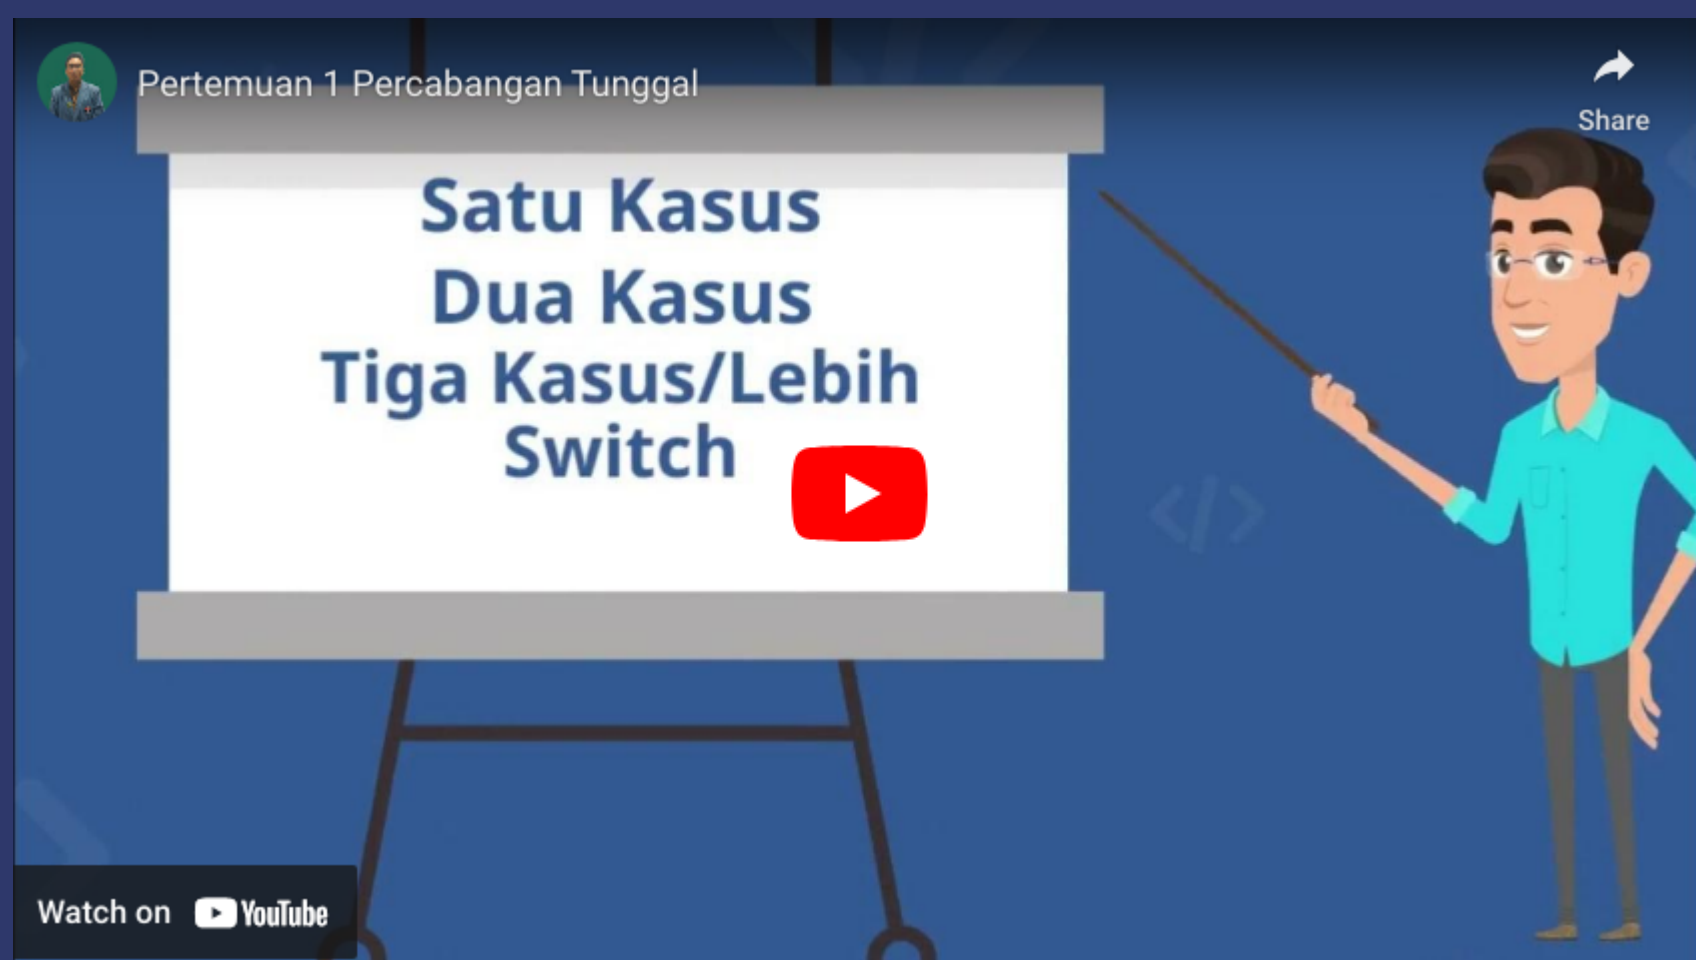 Pertemuan 1 Percabangan Tunggal
Share
Satu Kasus
Dua Kasus
Tiga Kasus/Lebih
Switch
</>
Watch on YouTube